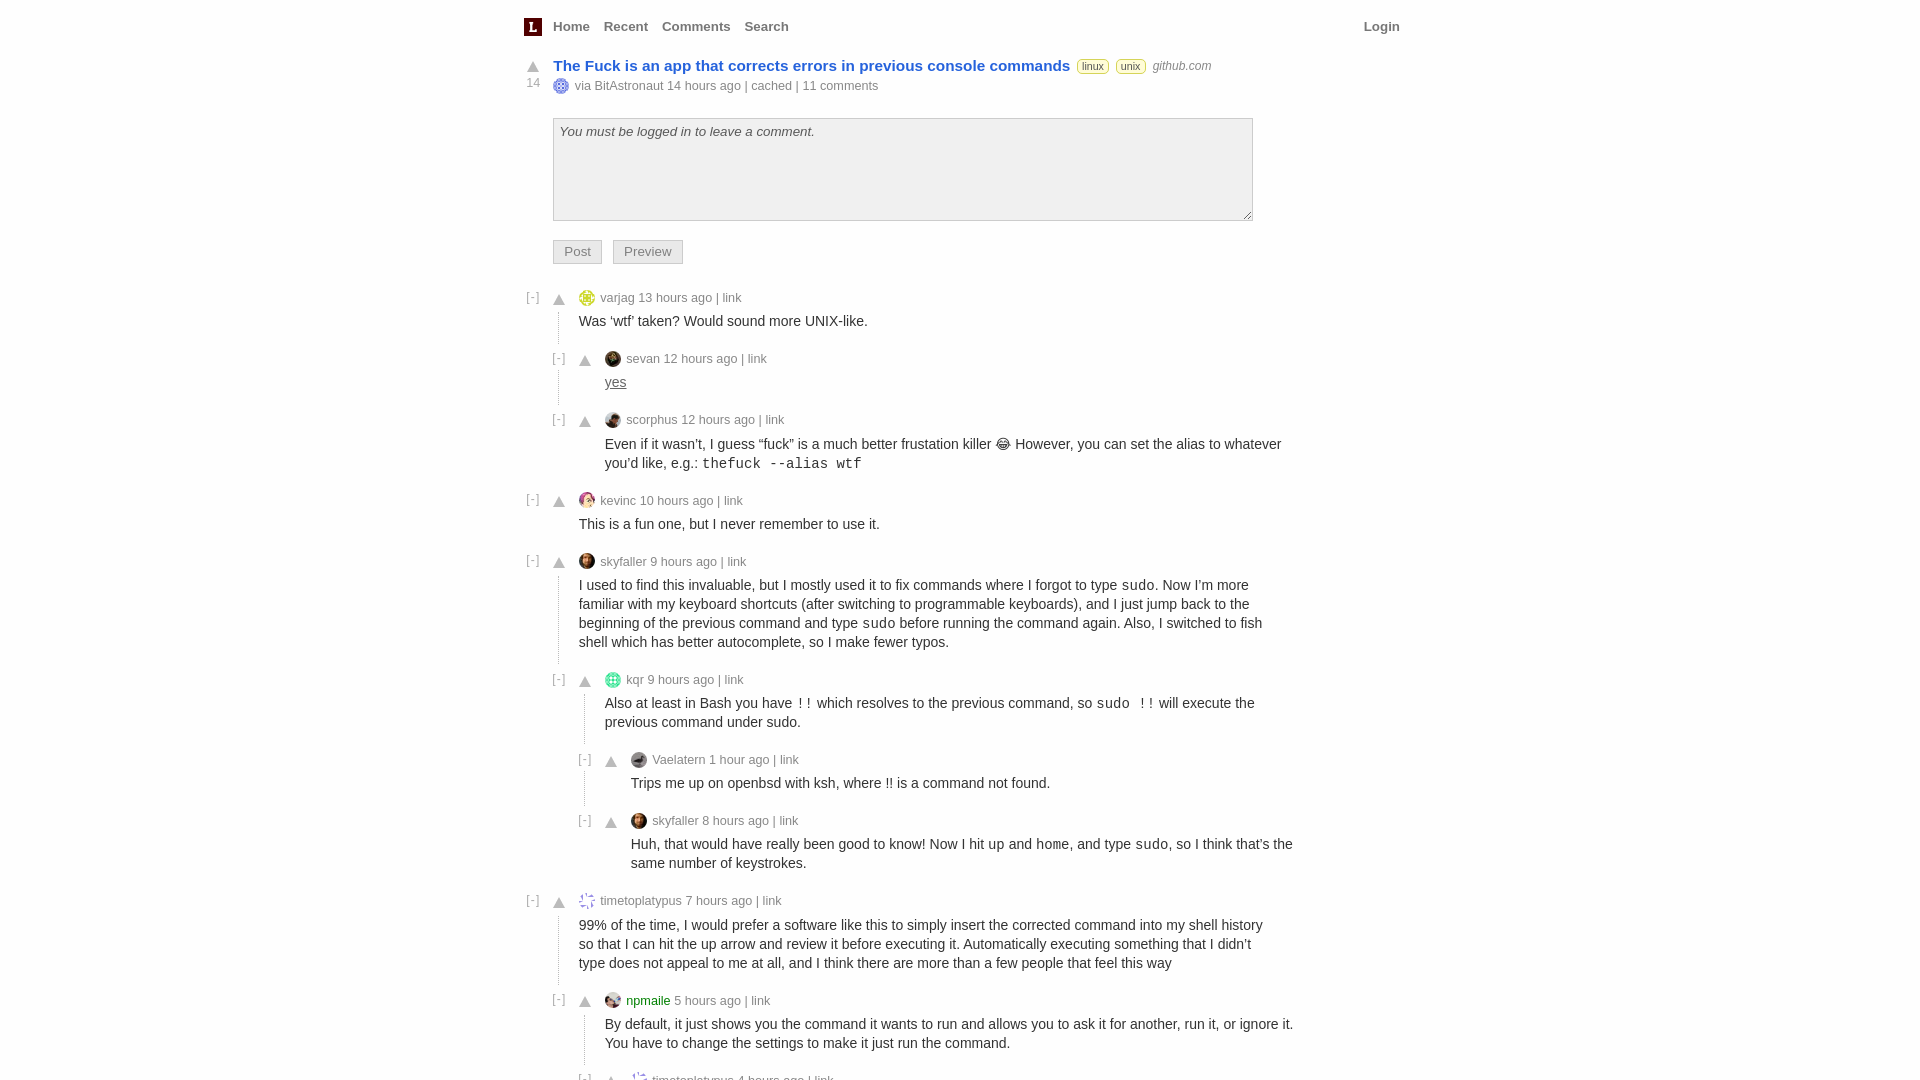 L Home Recent Comments Search Login
The Fuck is an app that corrects errors in previous console commands linux unix github.com
14 via BitAstronaut 14 hours ago | cached | 11 comments
You must be logged in to leave a comment.
Post Preview
[-] varjag 13 hours ago | link
Was ‘wtf’ taken? Would sound more UNIX-like.
[-] sevan 12 hours ago | link
yes
[-] scorphus 12 hours ago | link
Even if it wasn’t, I guess “fuck” is a much better frustation killer 😂 However, you can set the alias to whatever
you’d like, e.g.: thefuck --alias wtf
[-] kevinc 10 hours ago | link
This is a fun one, but I never remember to use it.
[-] skyfaller 9 hours ago | link
I used to find this invaluable, but I mostly used it to fix commands where I forgot to type sudo. Now I’m more
familiar with my keyboard shortcuts (after switching to programmable keyboards), and I just jump back to the
beginning of the previous command and type sudo before running the command again. Also, I switched to fish
shell which has better autocomplete, so I make fewer typos.
[-] kqr 9 hours ago | link
Also at least in Bash you have !! which resolves to the previous command, so sudo !! will execute the
previous command under sudo.
[-] Vaelatern 1 hour ago | link
Trips me up on openbsd with ksh, where !! is a command not found.
[-] skyfaller 8 hours ago | link
Huh, that would have really been good to know! Now I hit up and home, and type sudo, so I think that’s the
same number of keystrokes.
[-] timetoplatypus 7 hours ago | link
99% of the time, I would prefer a software like this to simply insert the corrected command into my shell history
so that I can hit the up arrow and review it before executing it. Automatically executing something that I didn’t
type does not appeal to me at all, and I think there are more than a few people that feel this way
[-] npmaile 5 hours ago | link
By default, it just shows you the command it wants to run and allows you to ask it for another, run it, or ignore it.
You have to change the settings to make it just run the command.
[-] timetoplatypus 4 hours ago | link